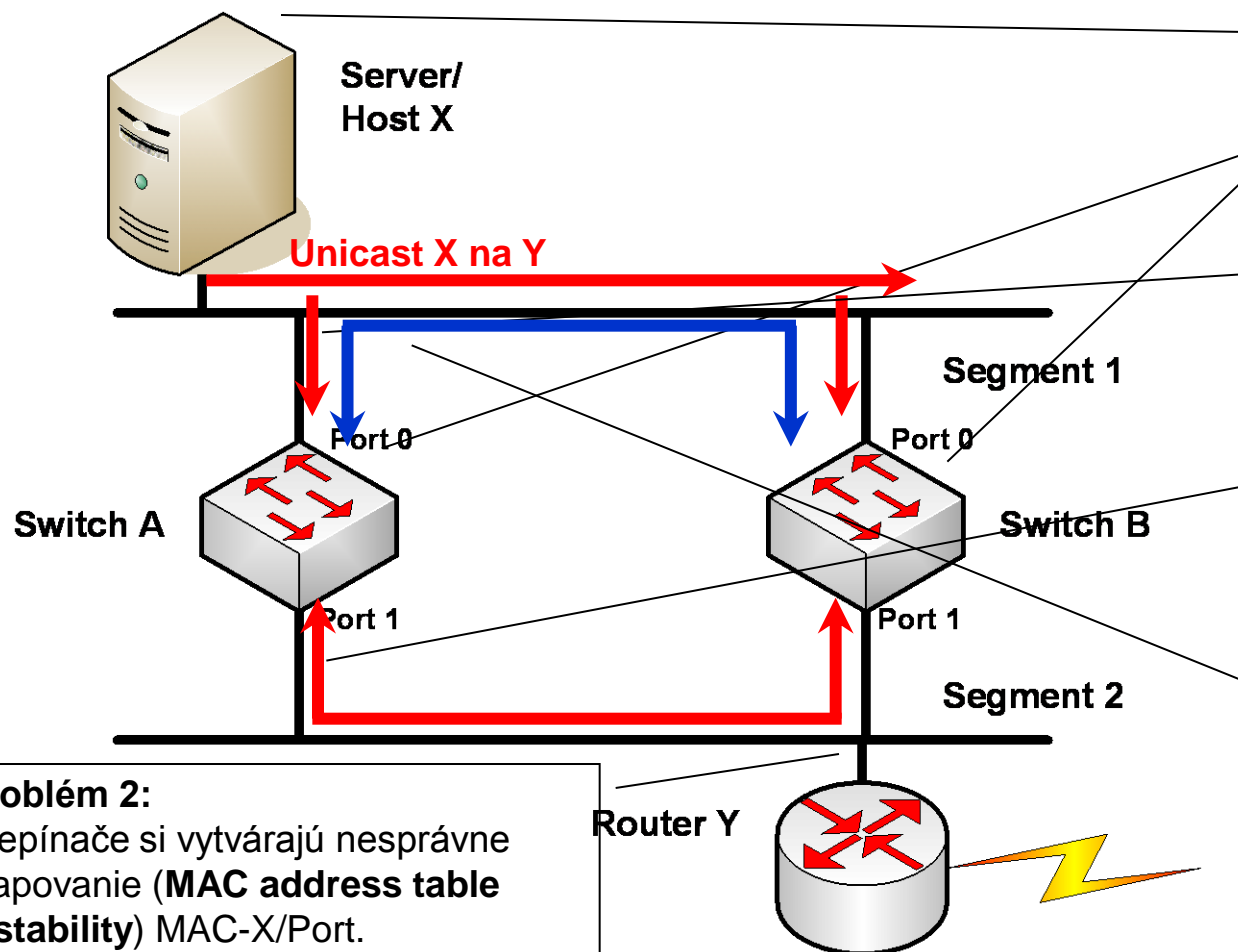 Server/
Host X
Unicast X na Y
Segment 1
Port 0
Port 0
Switch A
Switch B
Port 1
Port 1
Segment 2
oblém 2:
epínače si vytvárajú nesprávne
apovanie (MAC address table
stability) MAC-X/Port.
Router Y